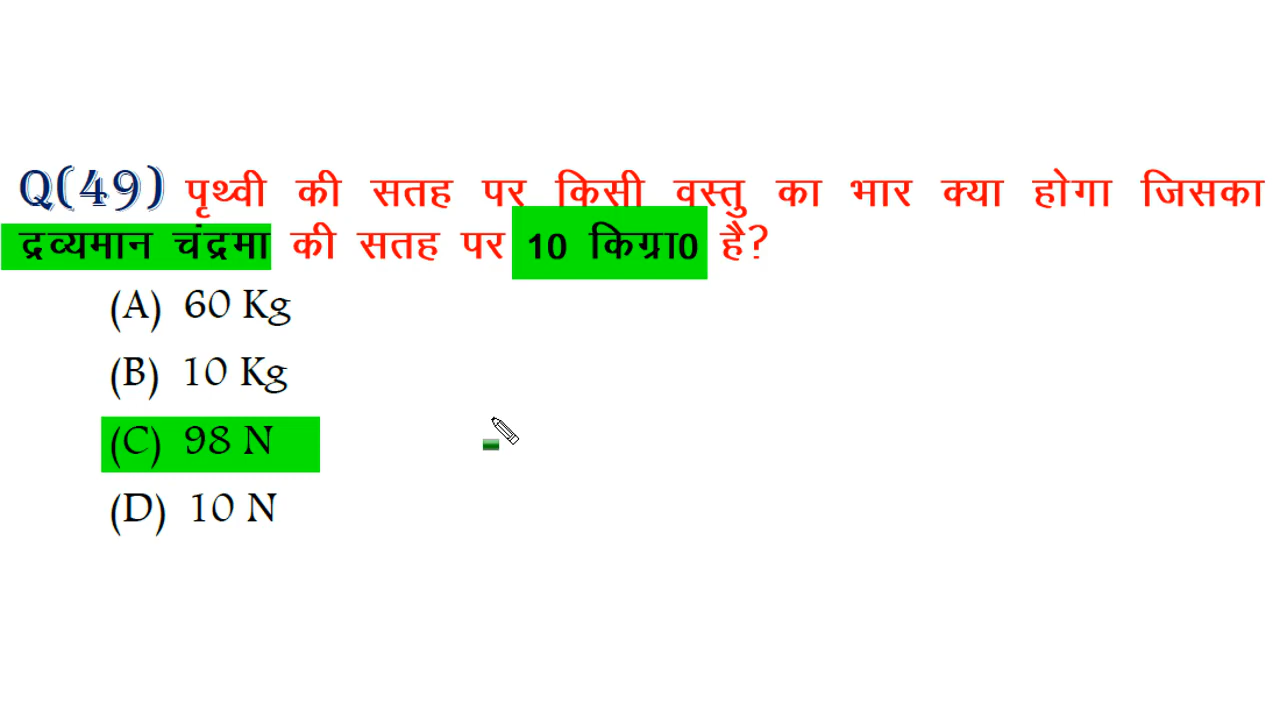 Q(49) पृथ्वी की सतह पर किसी वस्तु का भार क्या होगा जिसका
द्रव्यमान चंद्रमा की सतह पर 10 किग्रा0 है?
(A) 60 Kg
(B) 10 Kg
(C) 98 N
(D) 10 N